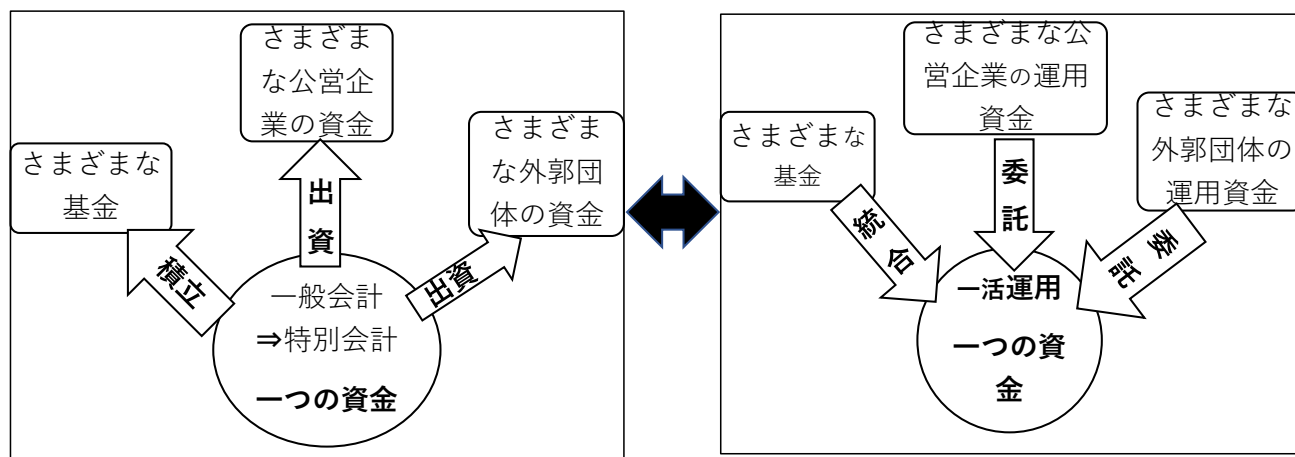 さまざま
な公営企
業の資金
さまざまな
基金
さまざま
な外郭団
体の資金
出資
積立
出資
一般会計
⇒特別会計
一つの資金
さまざまな公
営企業の運用
資金
さまざまな
基金
さまざまな
外郭団体の
運用資金
委託
統合
委託
一活運用
一つの資
金